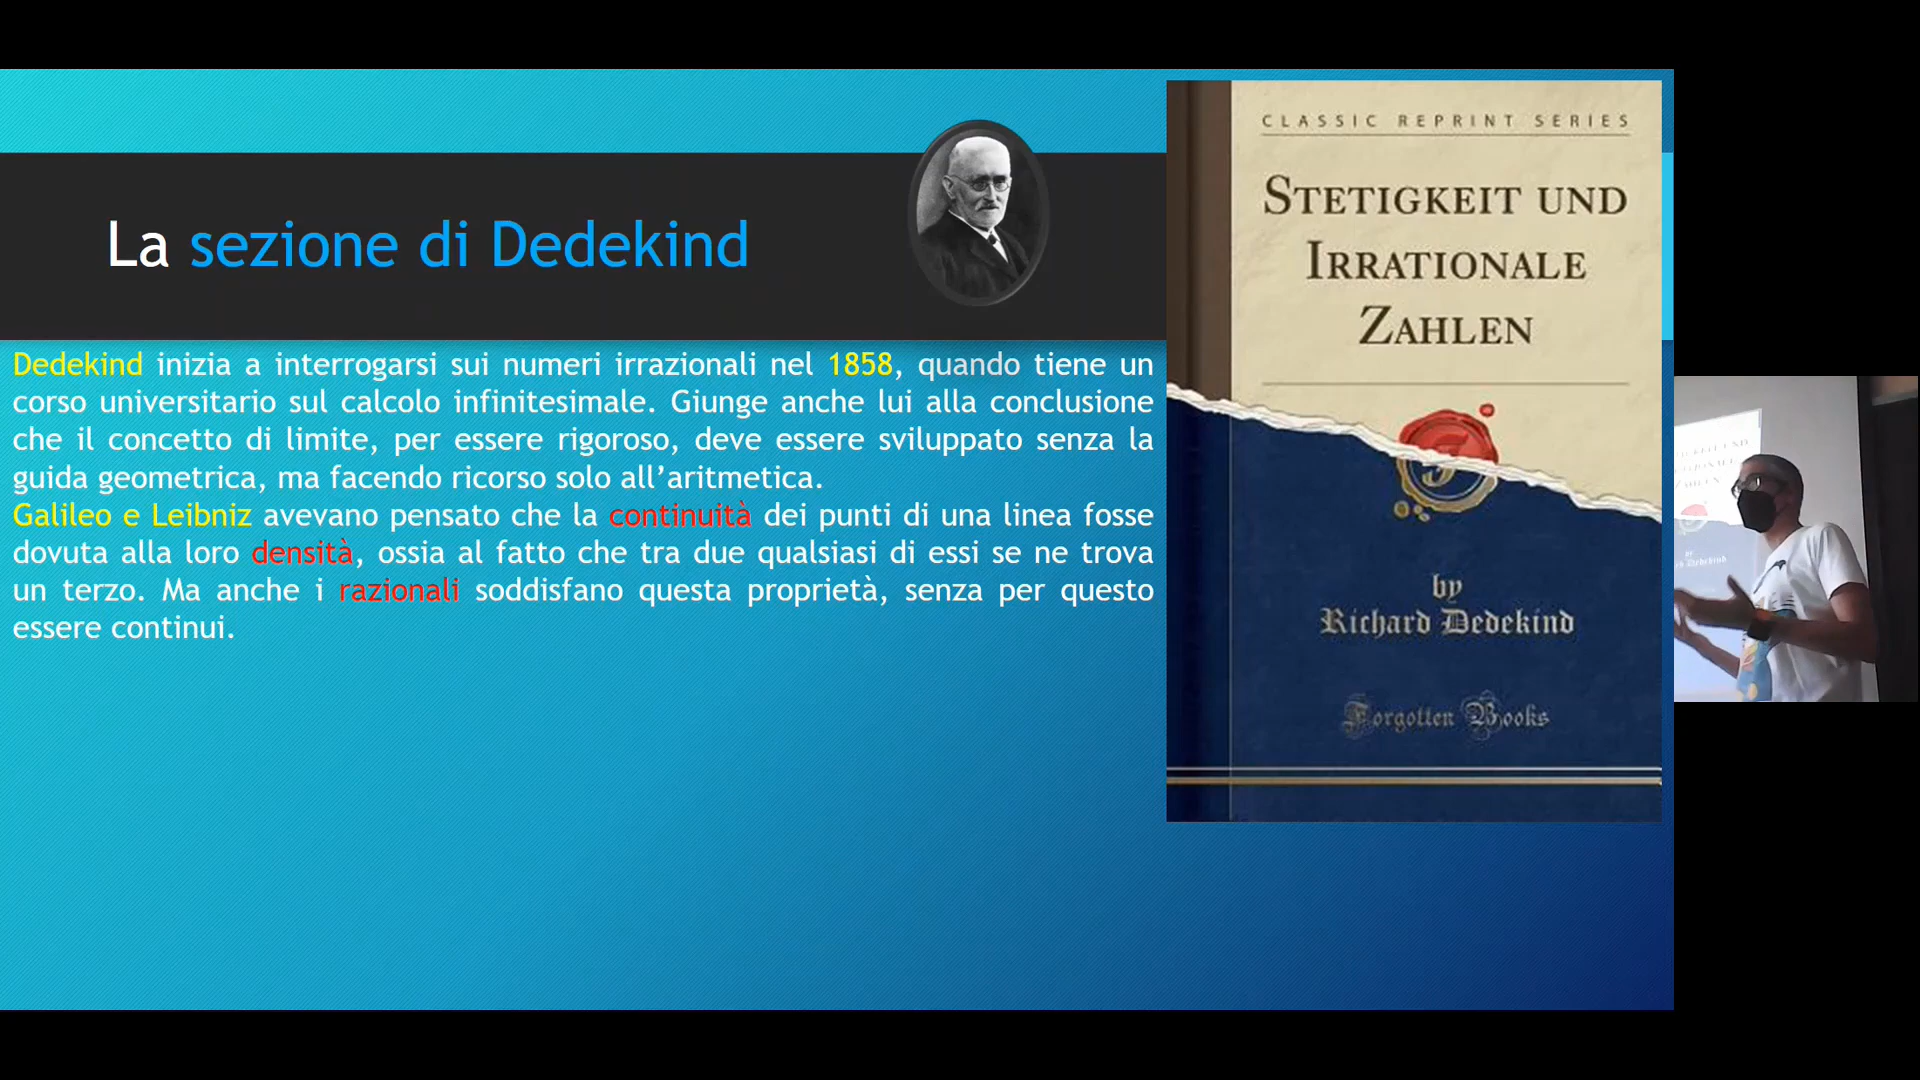 La sezione di Dedekind
Dedekind inizia a interrogarsi sui numeri irrazionali nel 1858, quando tiene un
corso universitario sul calcolo infinitesimale. Giunge anche lui alla conclusione
che il concetto di limite, per essere rigoroso, deve essere sviluppato senza la
guida geometrica, ma facendo ricorso solo all’aritmetica.
Galileo e Leibniz avevano pensato che la continuità dei punti di una linea fosse
dovuta alla loro densità, ossia al fatto che tra due qualsiasi di essi se ne trova
un terzo. Ma anche i razionali soddisfano questa proprietà, senza per questo
essere continui.
CLASSIC REPRINT SERIES
STETIGKEIT UND
IRRATIONALE
ZAHLEN
by
Richard Dedekind
Forgotten Books